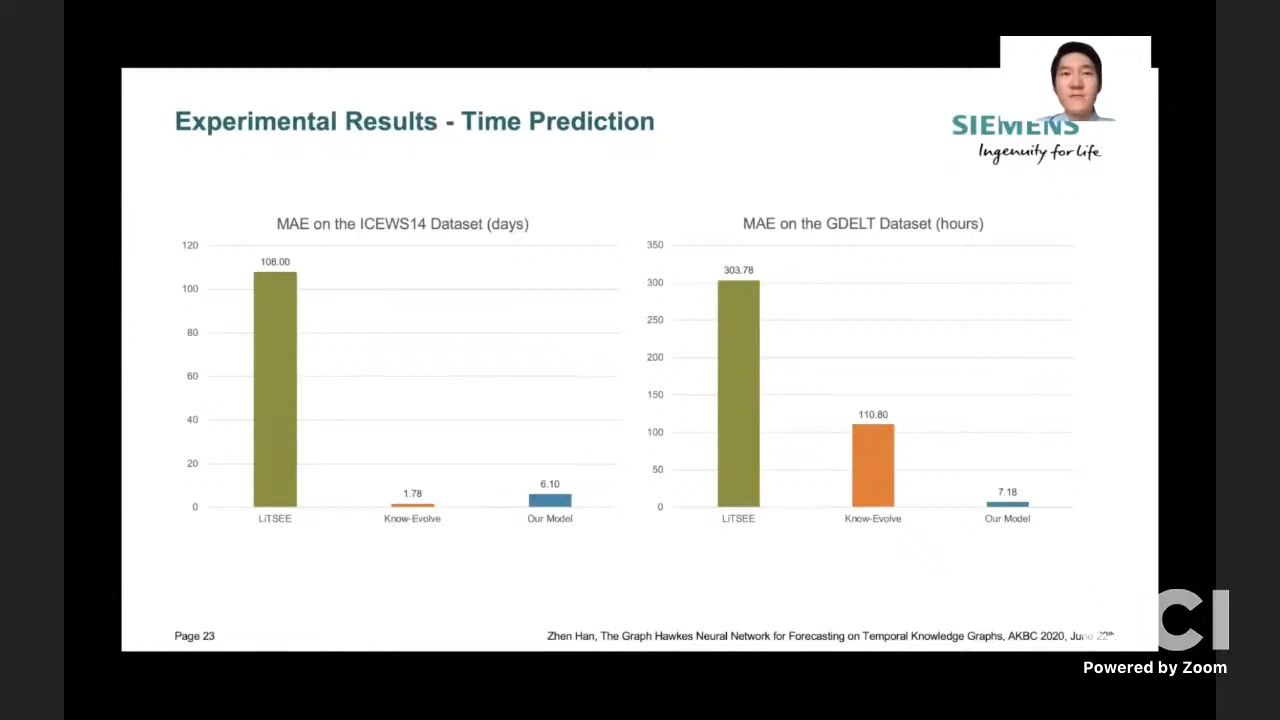 Experimental Results - Time Prediction
SIEMENS
Ingenuity for life
MAE on the ICEWS14 Dataset (days)
120
100
80
60
40
20
0
108.00
1.78
6.10
LiTSEE
Know-Evolve
Our Model
MAE on the GDELT Dataset (hours)
350
300
250
200
150
100
50
0
303.78
110.80
7.18
LiTSEE
Know-Evolve
Our Model
Page 23
Zhen Han, The Graph Hawkes Neural Network for Forecasting on Temporal Knowledge Graphs, AKBC 2020, June 22th
CI
Powered by Zoom